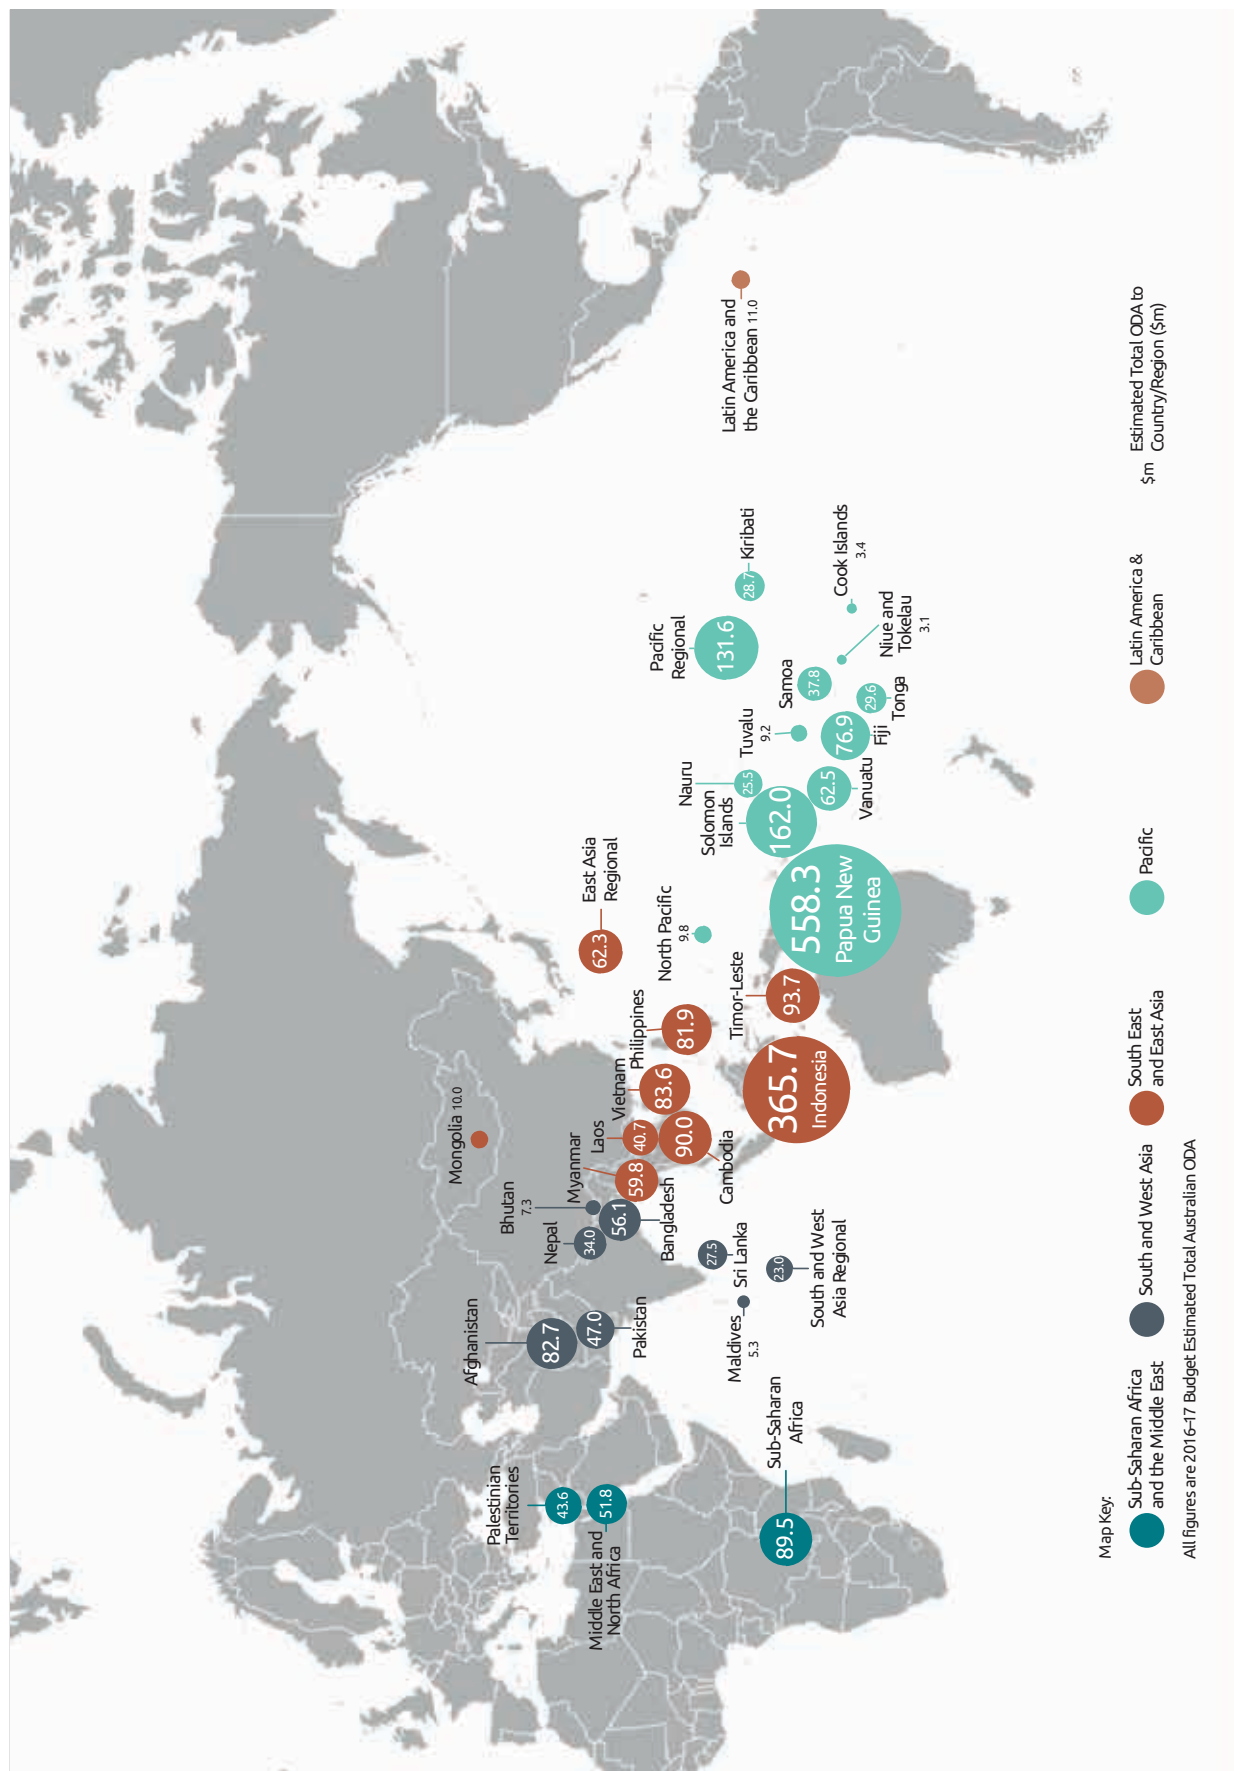 Mongolia 10.0
Afghanistan
82.7
Pakistan
47.0
Nepal
34.0
Bhutan
7.3
Bangladesh
56.1
Myanmar
59.8
Laos
40.7
Vietnam
83.6
Cambodia
90.0
Philippines
81.9
East Asia
Regional
62.3
Palestinian
Territories
43.6
Middle East and
North Africa
51.8
Sub-Saharan
Africa
89.5
Maldives
5.3
Sri Lanka
27.5
South and West
Asia Regional
23.0
365.7
Indonesia
Timor-Leste
93.7
North Pacific
9.8
558.3
Papua New
Guinea
Solomon
Islands
162.0
Nauru
25.5
Vanuatu
62.5
Tuvalu
9.2
Fiji
76.9
Samoa
37.8
Tonga
29.6
Pacific
Regional
131.6
Kiribati
28.7
Niue and
Tokelau
3.1
Cook Islands
3.4
Latin America and
the Caribbean 11.0
Map Key:
Sub-Saharan Africa
and the Middle East
South and West Asia
South East
and East Asia
Pacific
Latin America &
Caribbean
$m
Estimated Total ODA to
Country/Region ($m)
All figures are 2016–17 Budget Estimated Total Australian ODA